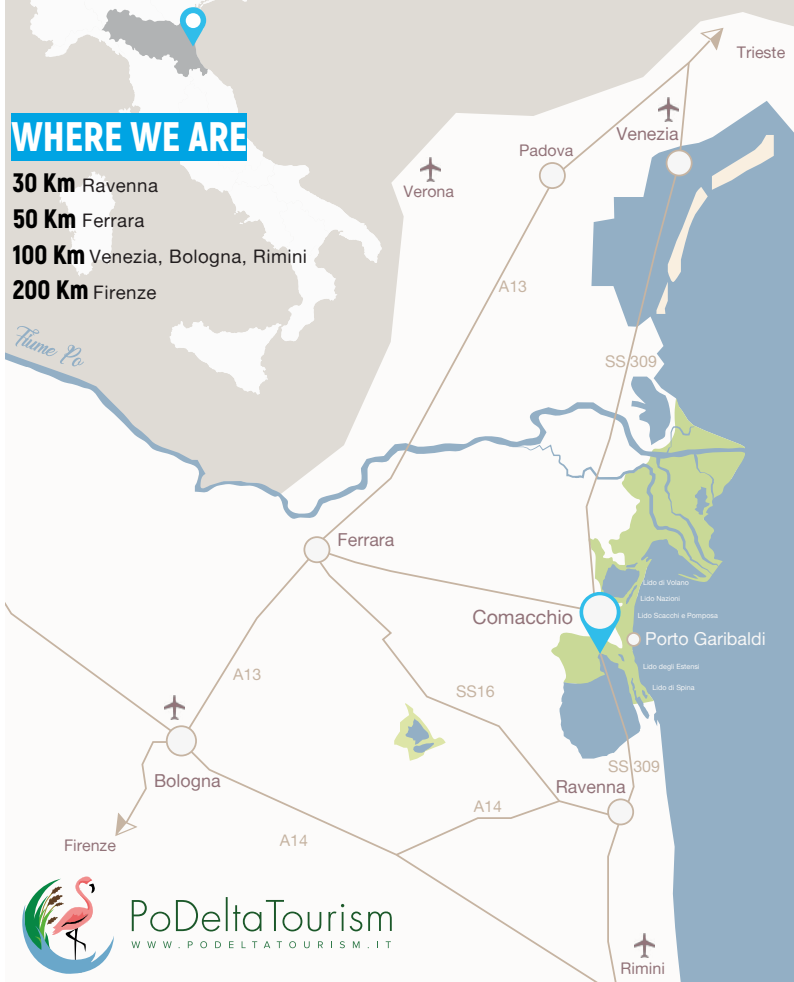 WHERE WE ARE
30 Km Ravenna
50 Km Ferrara
100 Km Venezia, Bologna, Rimini
200 Km Firenze
Fiume Po
Trieste
Venezia
Padova
Verona
A13
SS 309
Ferrara
Lido di Volano
Lido Nazioni
Comacchio
Lido Scacchi e Pomposa
Porto Garibaldi
Lido degli Estensi
A13
SS16
Lido di Spina
SS 309
Bologna
Ravenna
A14
A14
Firenze
PoDeltaTourism
WWW.PODELTATOURISM.IT
Rimini